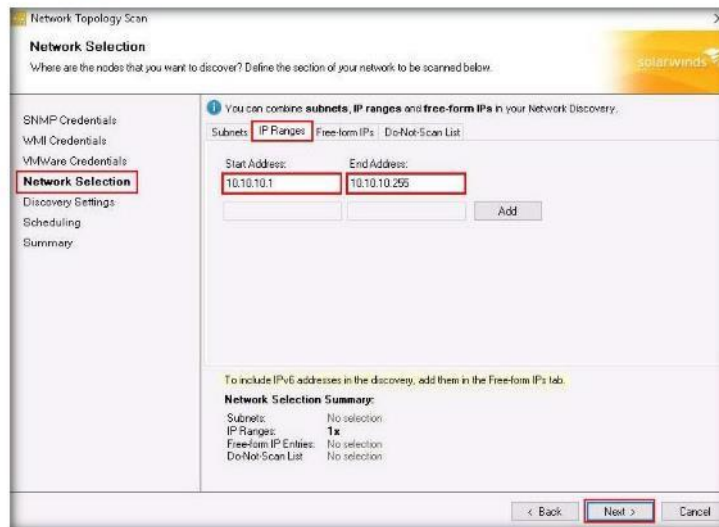 Network Topology Scan
Network Selection
Where are the nodes that you want to discover? Define the section of your network to be scanned below.
solarwinds
SNMP Credentials
WMI Credentials
VMWare Credentials
Network Selection
Discovery Settings
Scheduling
Summary
You can combine subnets, IP ranges and free-form IPs in your Network Discovery.
Subnets IP Ranges Free-form IPs Do-Not-Scan List
Start Address: End Address:
10.10.10.1 10.10.10.255
Add
To include IPv6 addresses in the discovery, add them in the Free-form IPs tab.
Network Selection Summary:
Subnets: No selection
IP Ranges: 1x
Free-form IP Entries: No selection
Do-Not-Scan List No selection
< Back Next > Cancel